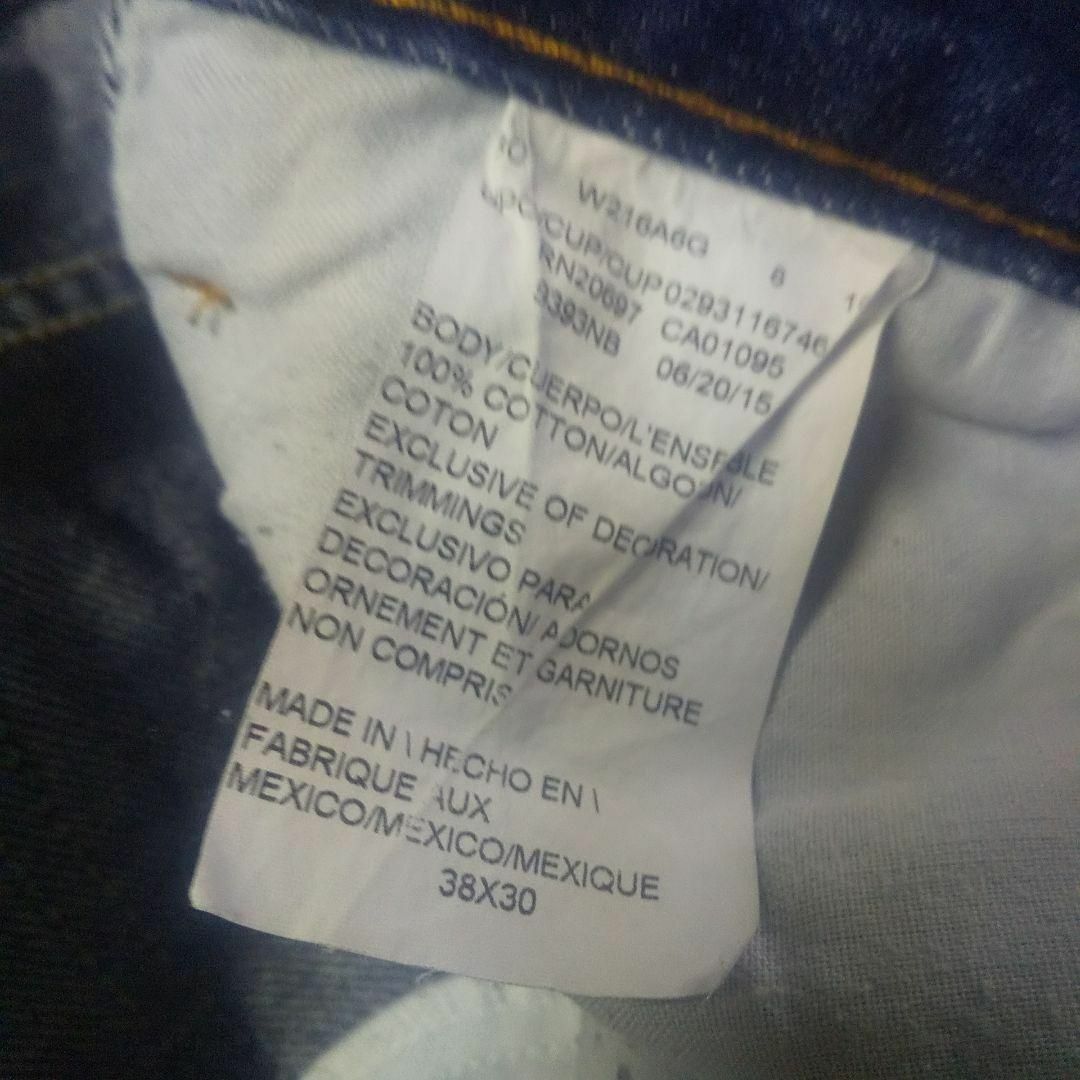 W216A6G 8
/CUP/CUP 0293116746
RN20697 CA01095
9393NB 06/20/15
BODY/CUERPO/L'ENSEBLE
100% COTTON/ALGODN/
COTON
EXCLUSIVE OF DECORATION/
TRIMMINGS
EXCLUSIVO PARA
DECORACIÓN/ ADORNOS
ORNEMENT ET GARNITURE
NON COMPRIS
MADE IN \ HECHO EN \
FABRIQUE AUX
MEXICO/MEXICO/MEXIQUE
38X30